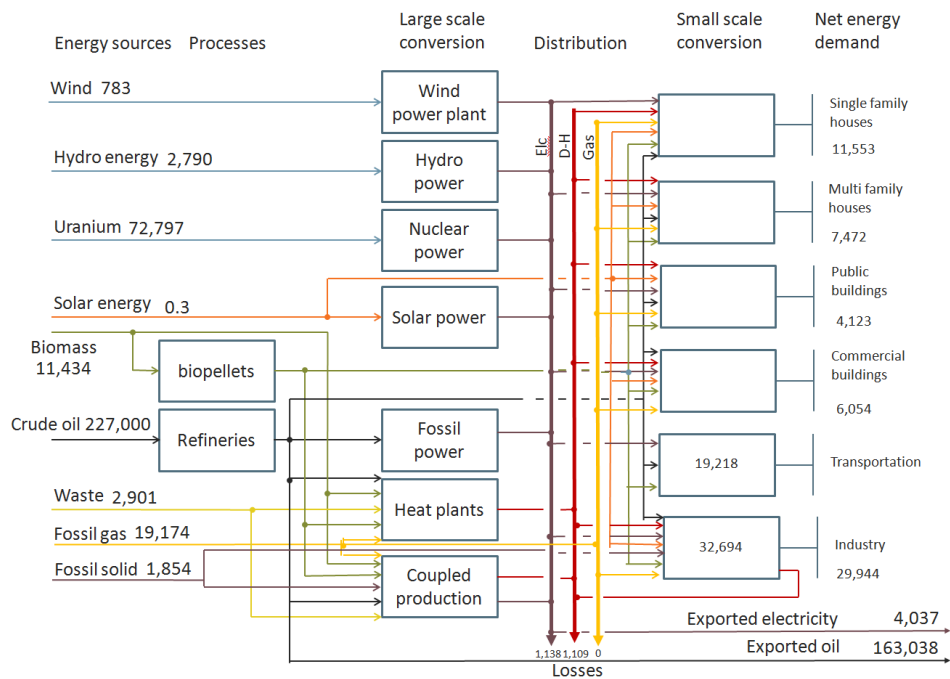 Energy sources
Processes
Large scale
conversion
Distribution
Small scale
conversion
Net energy
demand
Wind 783
Wind
power plant
Elc
D-H
Gas
Single family
houses
11,553
Hydro energy 2,790
Hydro
power
Multi family
houses
7,472
Uranium 72,797
Nuclear
power
Public
buildings
4,123
Solar energy 0.3
Solar power
Biomass
11,434
biopellets
Commercial
buildings
6,054
Crude oil 227,000
Refineries
Fossil
power
19,218
Transportation
Waste 2,901
Heat plants
Fossil gas 19,174
32,694
Industry
29,944
Fossil solid 1,854
Coupled
production
Exported electricity 4,037
Exported oil 163,038
1,138
1,109
0
Losses